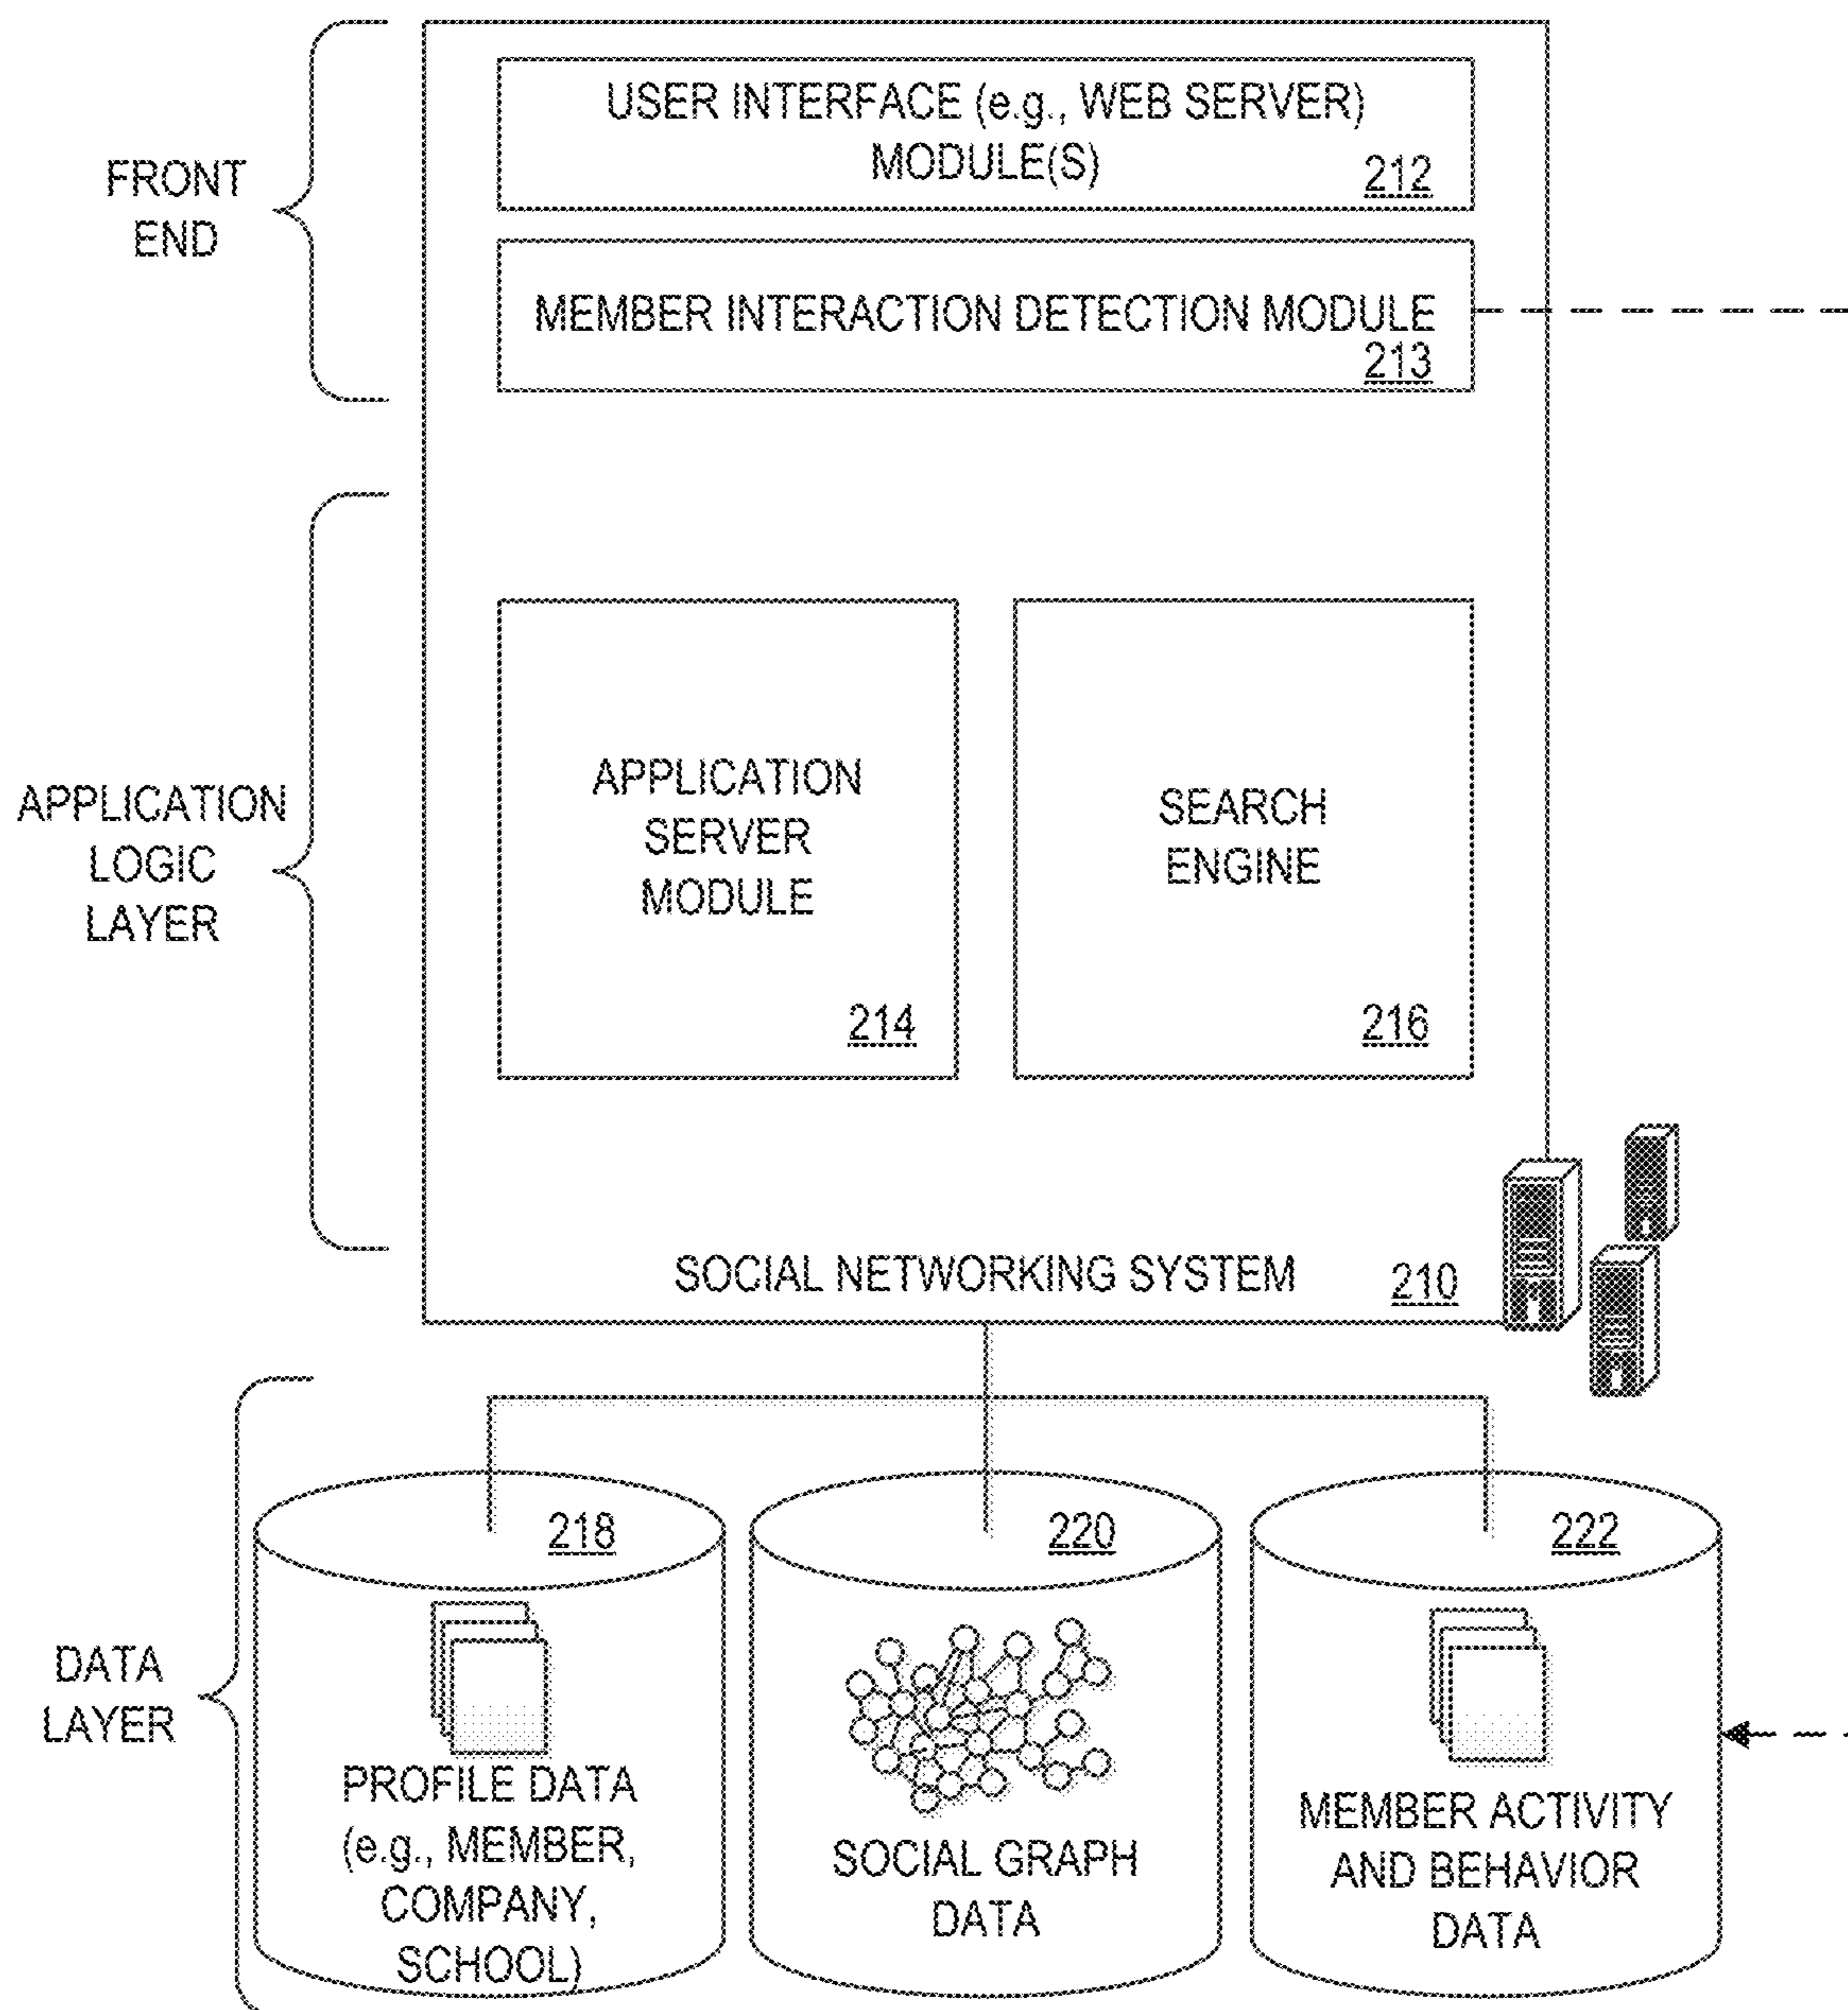 FRONT
END
USER INTERFACE (e.g., WEB SERVER)
MODULE(S)
212
MEMBER INTERACTION DETECTION MODULE
213
APPLICATION
LOGIC
LAYER
APPLICATION
SERVER
MODULE
214
SEARCH
ENGINE
216
SOCIAL NETWORKING SYSTEM
210
DATA
LAYER
218
PROFILE DATA
(e.g., MEMBER,
COMPANY,
SCHOOL)
220
SOCIAL GRAPH
DATA
222
MEMBER ACTIVITY
AND BEHAVIOR
DATA